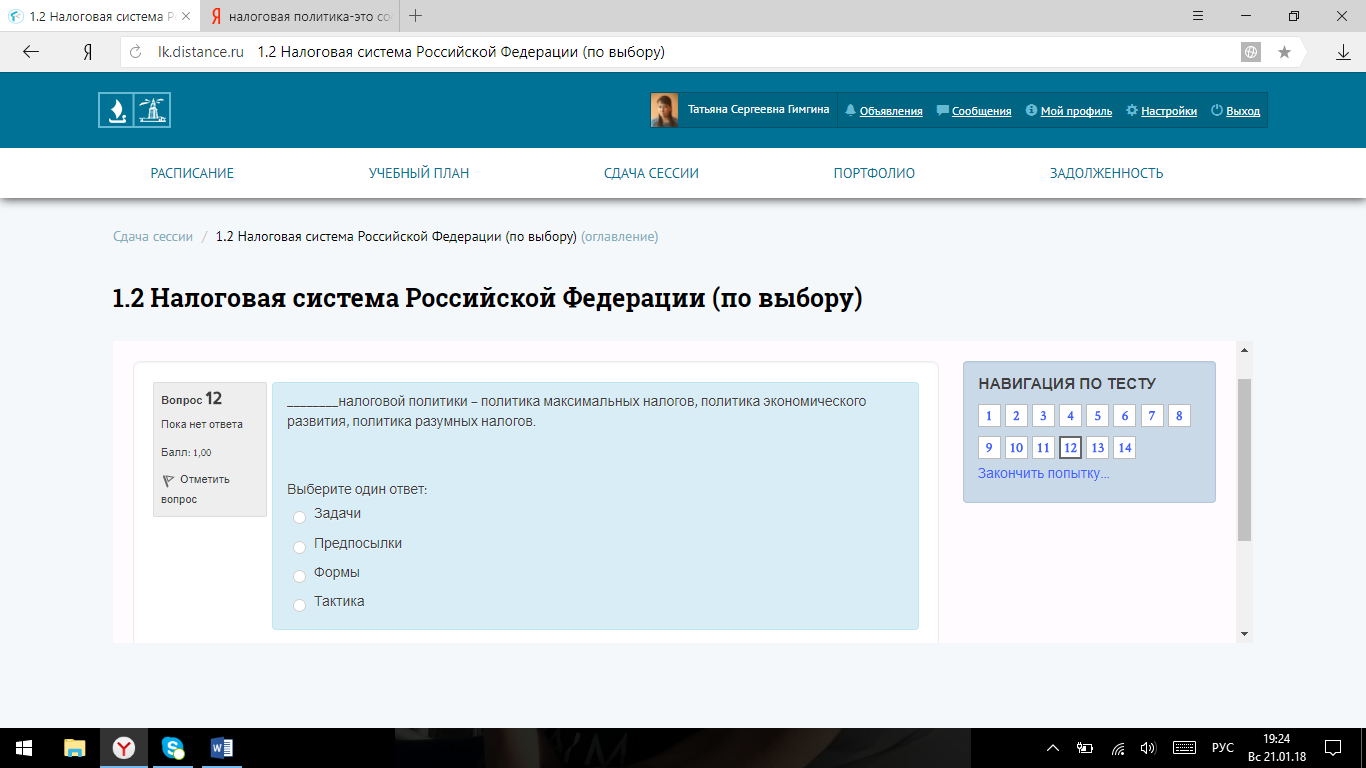 1.2 Налоговая система Р
налоговая политика-это со
lk.distance.ru 1.2 Налоговая система Российской Федерации (по выбору)
Татьяна Сергеевна Гимгина Объявления Сообщения Мой профиль Настройки Выход
РАСПИСАНИЕ УЧЕБНЫЙ ПЛАН СДАЧА СЕССИИ ПОРТФОЛИО ЗАДОЛЖЕННОСТЬ
Сдача сессии / 1.2 Налоговая система Российской Федерации (по выбору) (оглавление)
1.2 Налоговая система Российской Федерации (по выбору)
Вопрос 12
Пока нет ответа
Балл: 1,00
Отметить
вопрос
________налоговой политики – политика максимальных налогов, политика экономического
развития, политика разумных налогов.
Выберите один ответ:
Задачи
Предпосылки
Формы
Тактика
НАВИГАЦИЯ ПО ТЕСТУ
1 2 3 4 5 6 7 8
9 10 11 12 13 14
Закончить попытку...
РУС
19:24
Вс 21.01.18